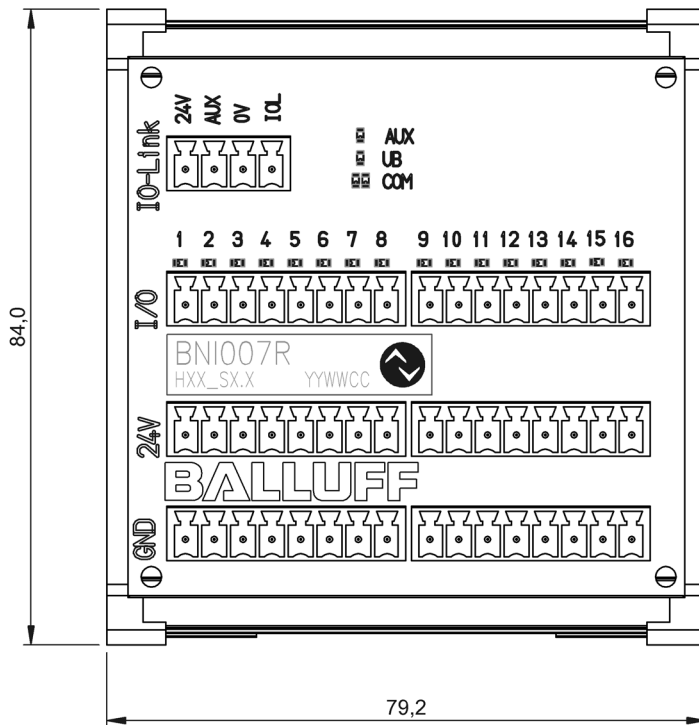 24V AUX 0V IOL
IO-Link
AUX
UB
COM
1 2 3 4 5 6 7 8 9 10 11 12 13 14 15 16
I/O
BNI007R
HXX_SX.X YYWWCC
24V
BALLUFF
GND
84,0
79,2